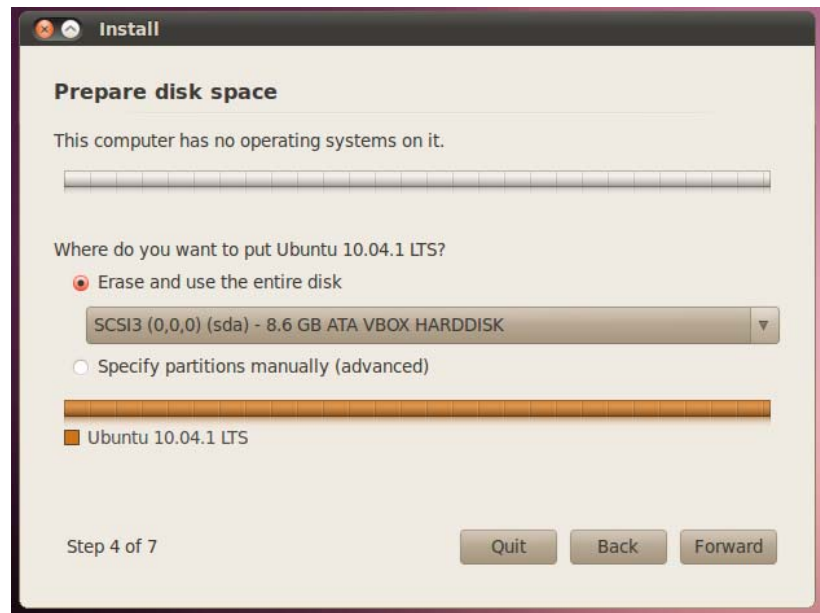 Install
Prepare disk space
This computer has no operating systems on it.
Where do you want to put Ubuntu 10.04.1 LTS?
Erase and use the entire disk
SCSI3 (0,0,0) (sda) - 8.6 GB ATA VBOX HARDDISK
Specify partitions manually (advanced)
Ubuntu 10.04.1 LTS
Step 4 of 7
Quit
Back
Forward